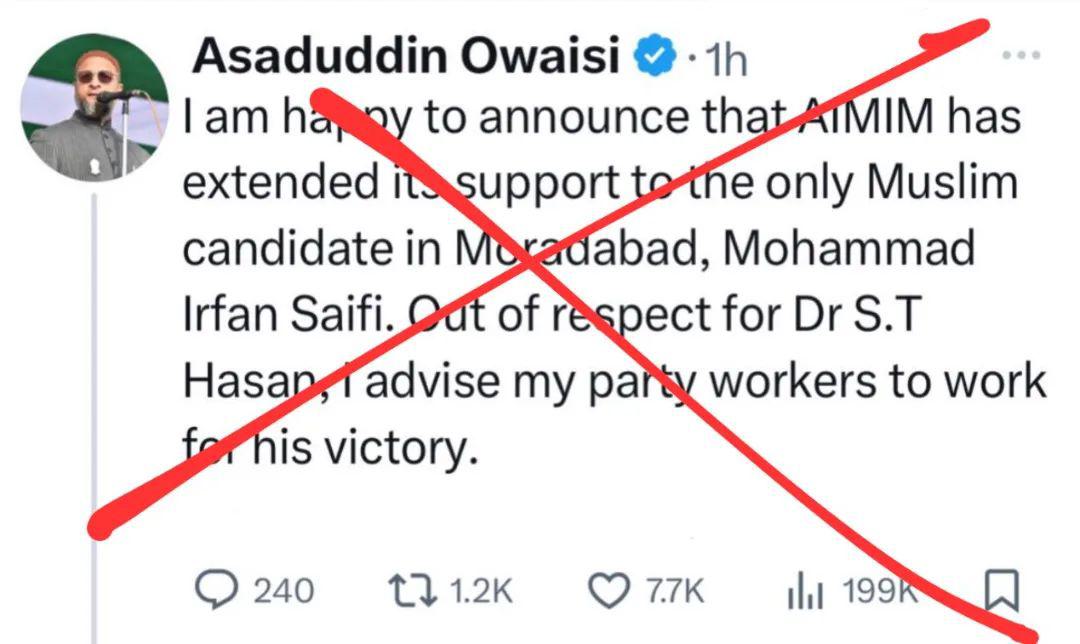 Asaduddin Owaisi · 1h
I am happy to announce that AIMIM has
extended its support to the only Muslim
candidate in Moradabad, Mohammad
Irfan Saifi. Out of respect for Dr S.T
Hasan, I advise my party workers to work
for his victory.
240 1.2K 7.7K 199K